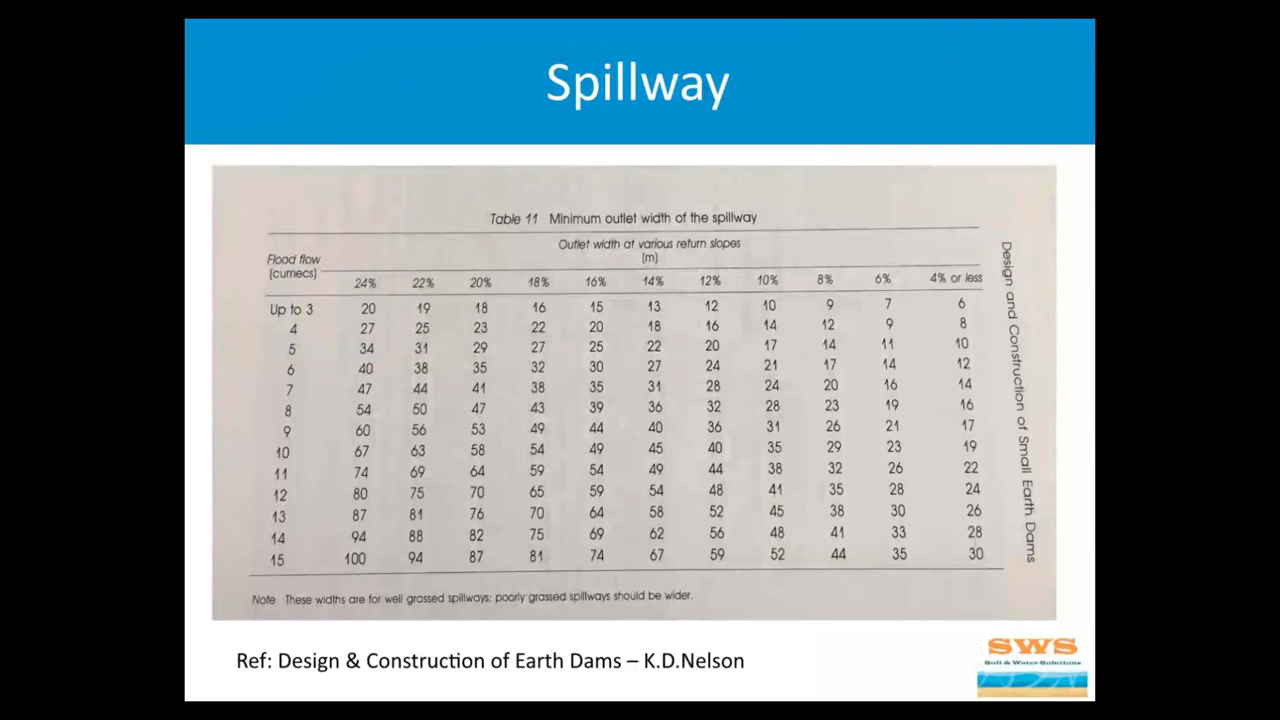 Spillway
Table 11 Minimum outlet width of the spillway
Outlet width at various return slopes
(m)
Flood flow
(cumecs)
24% 22% 20% 18% 16% 14% 12% 10% 8% 6% 4% or less
Up to 3 20 19 18 16 15 13 12 10 9 7 6
4 27 25 23 22 20 18 16 14 12 9 8
5 34 31 29 27 25 22 20 17 14 11 10
6 40 38 35 32 30 27 24 21 17 14 12
7 47 44 41 38 35 31 28 24 20 16 14
8 54 50 47 43 39 36 32 28 23 19 16
9 60 56 53 49 44 40 36 31 26 21 17
10 67 63 58 54 49 45 40 35 29 23 19
11 74 69 64 59 54 49 44 38 32 26 22
12 80 75 70 65 59 54 48 41 35 28 24
13 87 81 76 70 64 58 52 45 38 30 26
14 94 88 82 75 69 62 56 48 41 33 28
15 100 94 87 81 74 67 59 52 44 35 30
Note These widths are for well grassed spillways; poorly grassed spillways should be wider.
Design and Construction of Small Earth Dams
Ref: Design & Construction of Earth Dams – K.D.Nelson
SWS
Soil & Water Solutions